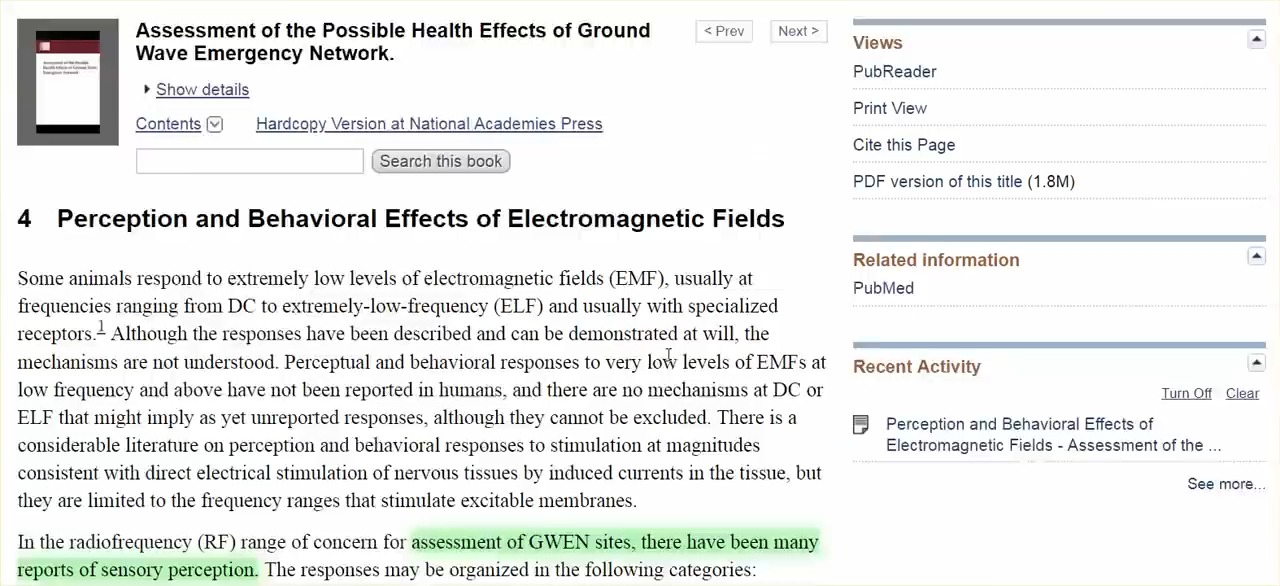 Assessment of the Possible Health Effects of Ground
Wave Emergency Network.
Show details
Contents
Hardcopy Version at National Academies Press
Search this book
< Prev
Next >
4 Perception and Behavioral Effects of Electromagnetic Fields
Some animals respond to extremely low levels of electromagnetic fields (EMF), usually at
frequencies ranging from DC to extremely-low-frequency (ELF) and usually with specialized
receptors.1 Although the responses have been described and can be demonstrated at will, the
mechanisms are not understood. Perceptual and behavioral responses to very low levels of EMFs at
low frequency and above have not been reported in humans, and there are no mechanisms at DC or
ELF that might imply as yet unreported responses, although they cannot be excluded. There is a
considerable literature on perception and behavioral responses to stimulation at magnitudes
consistent with direct electrical stimulation of nervous tissues by induced currents in the tissue, but
they are limited to the frequency ranges that stimulate excitable membranes.
In the radiofrequency (RF) range of concern for assessment of GWEN sites, there have been many
reports of sensory perception. The responses may be organized in the following categories:
Views
PubReader
Print View
Cite this Page
PDF version of this title (1.8M)
Related information
PubMed
Recent Activity
Turn Off Clear
Perception and Behavioral Effects of
Electromagnetic Fields - Assessment of the ...
See more...